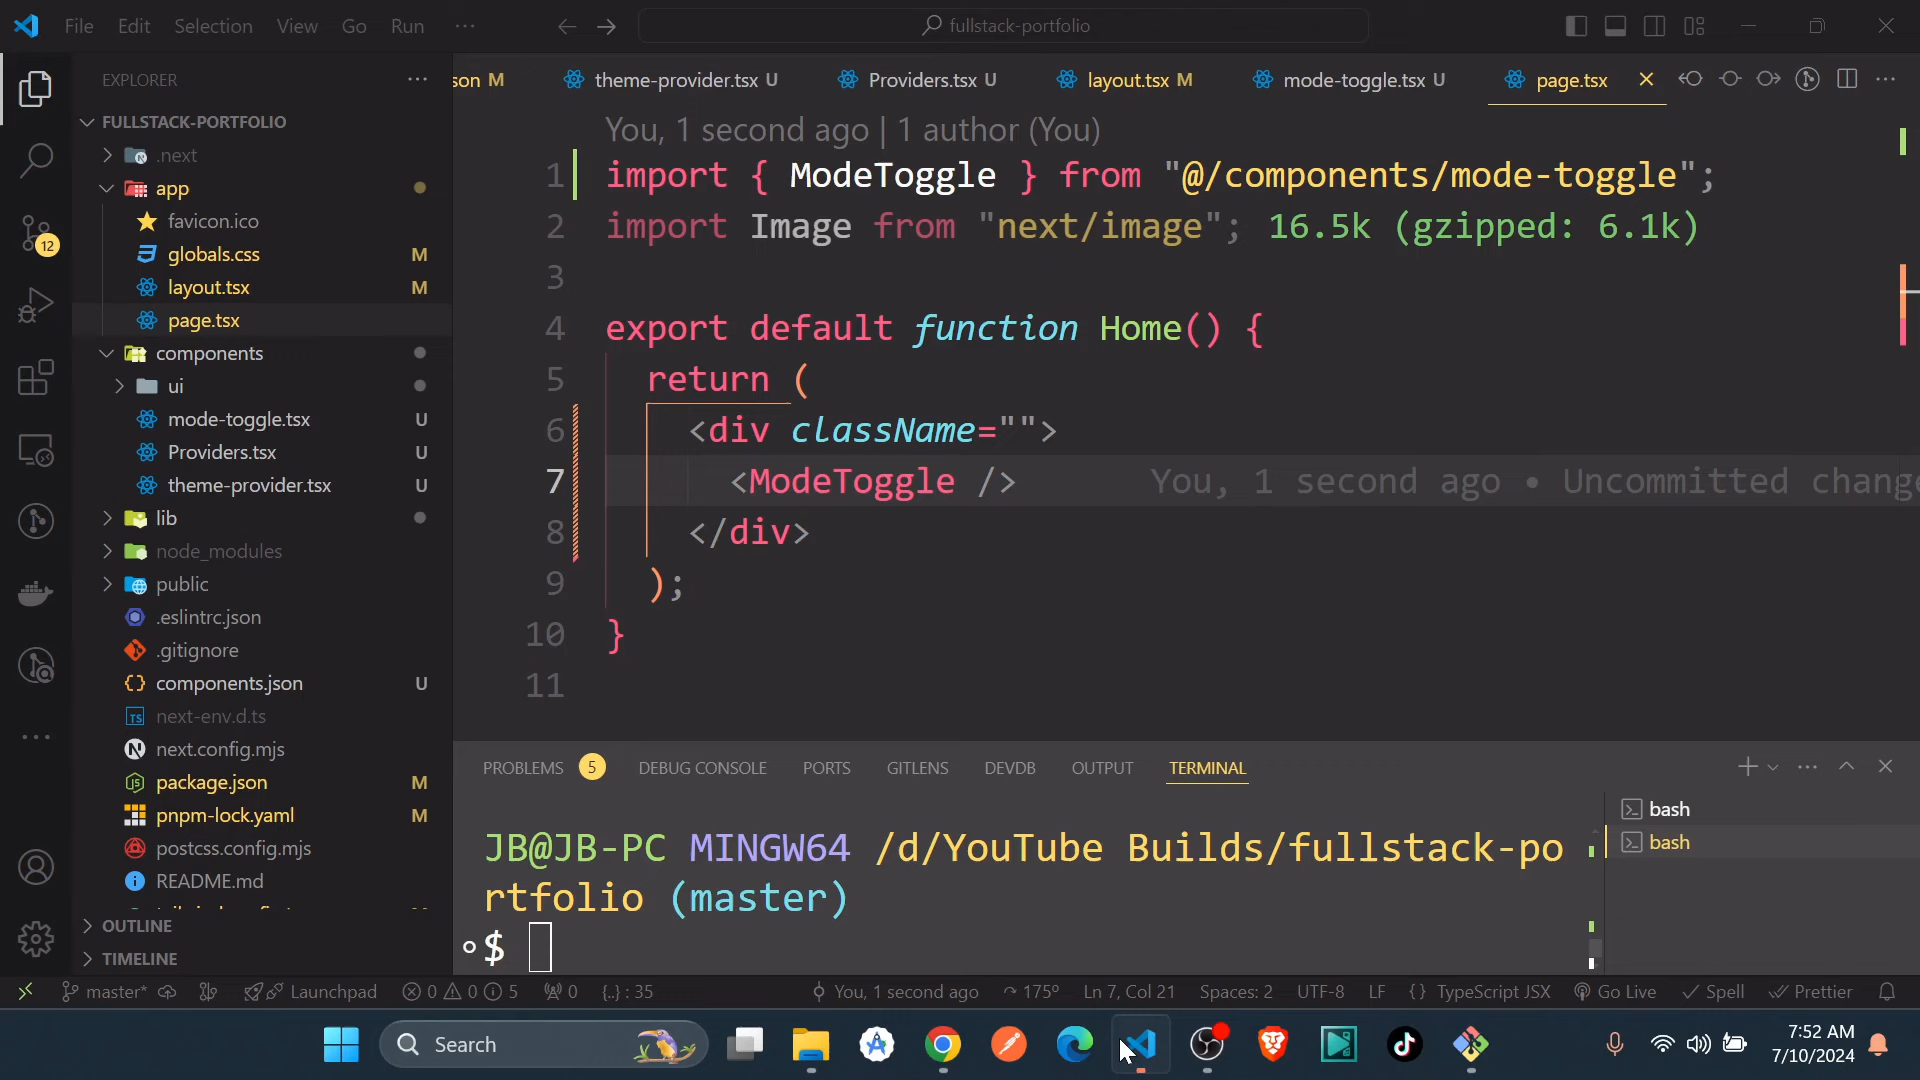 File Edit Selection View Go Run ··· fullstack-portfolio
EXPLORER ···
FULLSTACK-PORTFOLIO
.next
app
favicon.ico
globals.css M
layout.tsx M
page.tsx
components
ui
mode-toggle.tsx U
Providers.tsx U
theme-provider.tsx U
lib
node_modules
public
.eslintrc.json
.gitignore
components.json U
next-env.d.ts
next.config.mjs
package.json M
pnpm-lock.yaml M
postcss.config.mjs
README.md
OUTLINE
TIMELINE
12
son M theme-provider.tsx U Providers.tsx U layout.tsx M mode-toggle.tsx U page.tsx
You, 1 second ago | 1 author (You)
1 import { ModeToggle } from "@/components/mode-toggle";
2 import Image from "next/image"; 16.5k (gzipped: 6.1k)
3
4 export default function Home() {
5 return (
6 <div className="">
7 <ModeToggle /> You, 1 second ago • Uncommitted change
8 </div>
9 );
10 }
11
PROBLEMS 5 DEBUG CONSOLE PORTS GITLENS DEVDB OUTPUT TERMINAL
JB@JB-PC MINGW64 /d/YouTube Builds/fullstack-po
rtfolio (master)
$
bash
bash
master* Launchpad 0 0 5 0 {..} : 35 You, 1 second ago 175° Ln 7, Col 21 Spaces: 2 UTF-8 LF {} TypeScript JSX Go Live Spell Prettier
Search
7:52 AM
7/10/2024